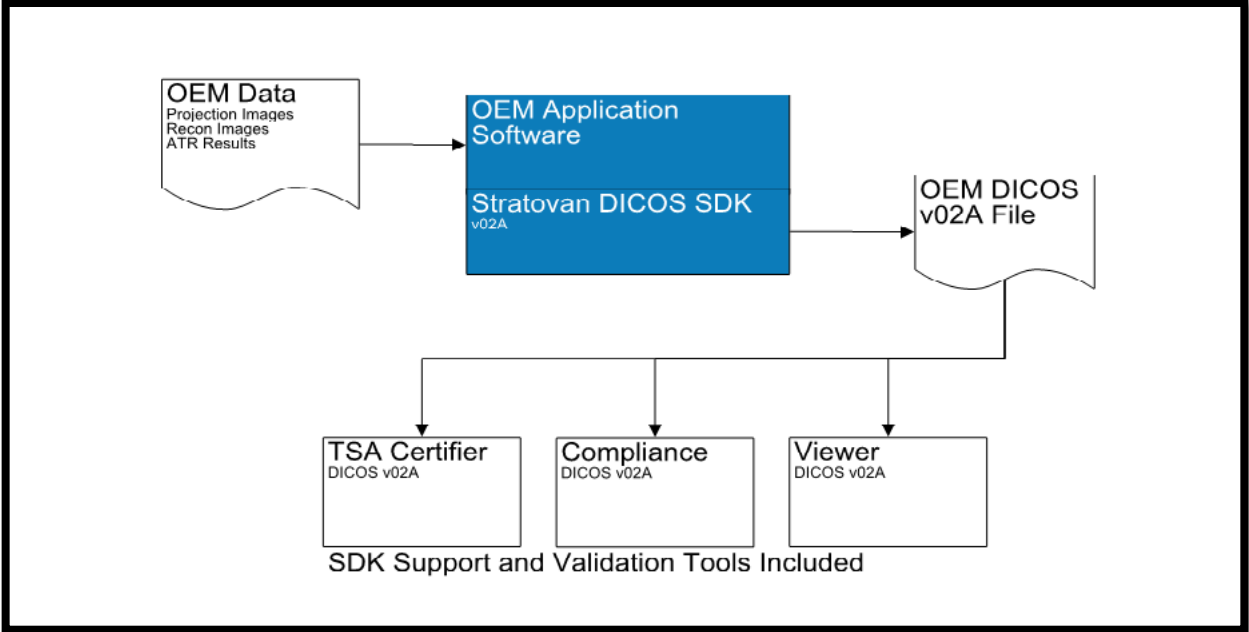 OEM Data
Projection Images
Recon Images
ATR Results
OEM Application
Software
Stratovan DICOS SDK
v02A
OEM DICOS
v02A File
TSA Certifier
DICOS v02A
Compliance
DICOS v02A
Viewer
DICOS v02A
SDK Support and Validation Tools Included